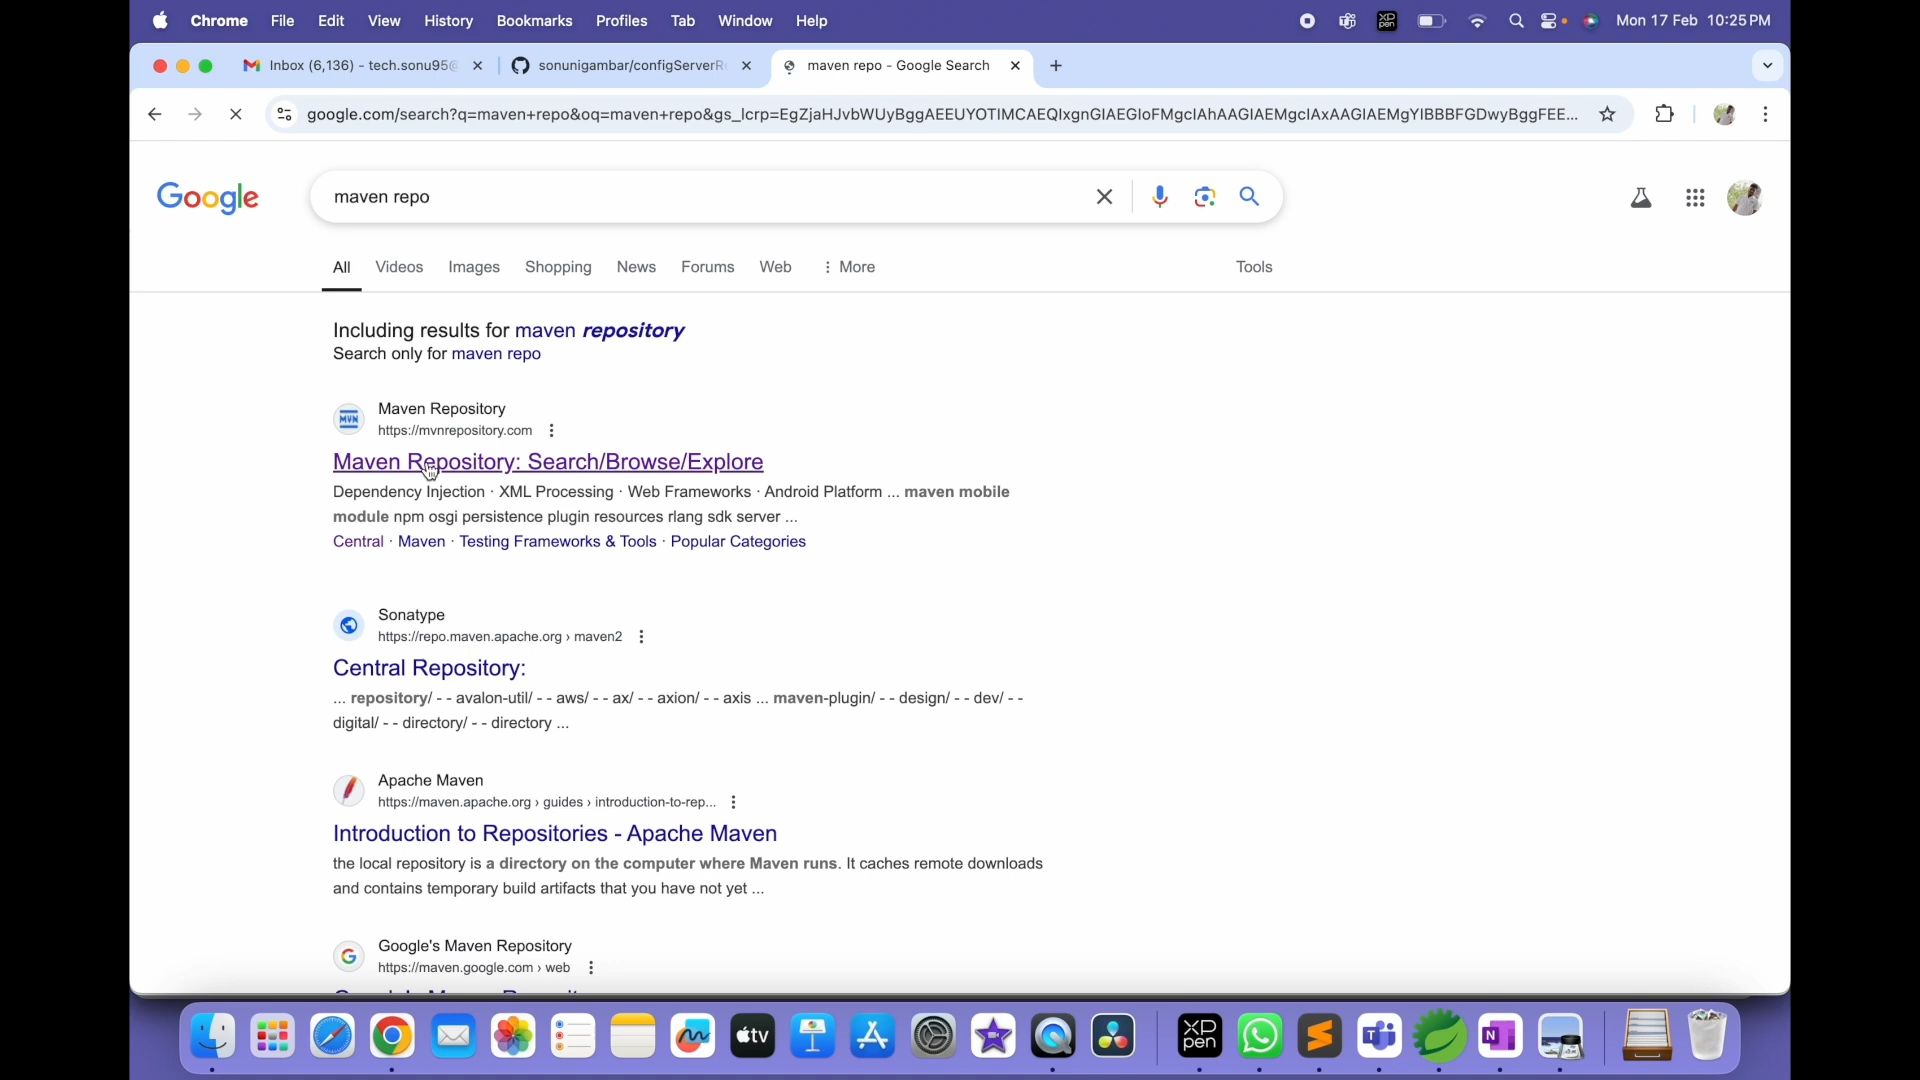 Chrome File Edit View History Bookmarks Profiles Tab Window Help
XP pen
Mon 17 Feb 10:25 PM
Inbox (6,136) - tech.sonu95@
sonunigambar/configServerR
maven repo - Google Search
google.com/search?q=maven+repo&oq=maven+repo&gs_lcrp=EgZjaHJvbWUyBggAEEUYOTIMCAEQIxgnGIAEGIoFMgcIAhAAGIAEMgcIAxAAGIAEMgYIBBBFGDwyBggFEE...
Google
maven repo
All Videos Images Shopping News Forums Web More
Tools
Including results for maven repository
Search only for maven repo
MVN
Maven Repository
https://mvnrepository.com
Maven Repository: Search/Browse/Explore
Dependency Injection · XML Processing · Web Frameworks · Android Platform ... maven mobile
module npm osgi persistence plugin resources rlang sdk server ...
Central · Maven · Testing Frameworks & Tools · Popular Categories
Sonatype
https://repo.maven.apache.org › maven2
Central Repository:
... repository/ - - avalon-util/ - - aws/ - - ax/ - - axion/ - - axis ... maven-plugin/ - - design/ - - dev/ - -
digital/ - - directory/ - - directory ...
Apache Maven
https://maven.apache.org › guides › introduction-to-rep...
Introduction to Repositories - Apache Maven
the local repository is a directory on the computer where Maven runs. It caches remote downloads
and contains temporary build artifacts that you have not yet ...
Google's Maven Repository
https://maven.google.com › web
tv
XP pen
T
N